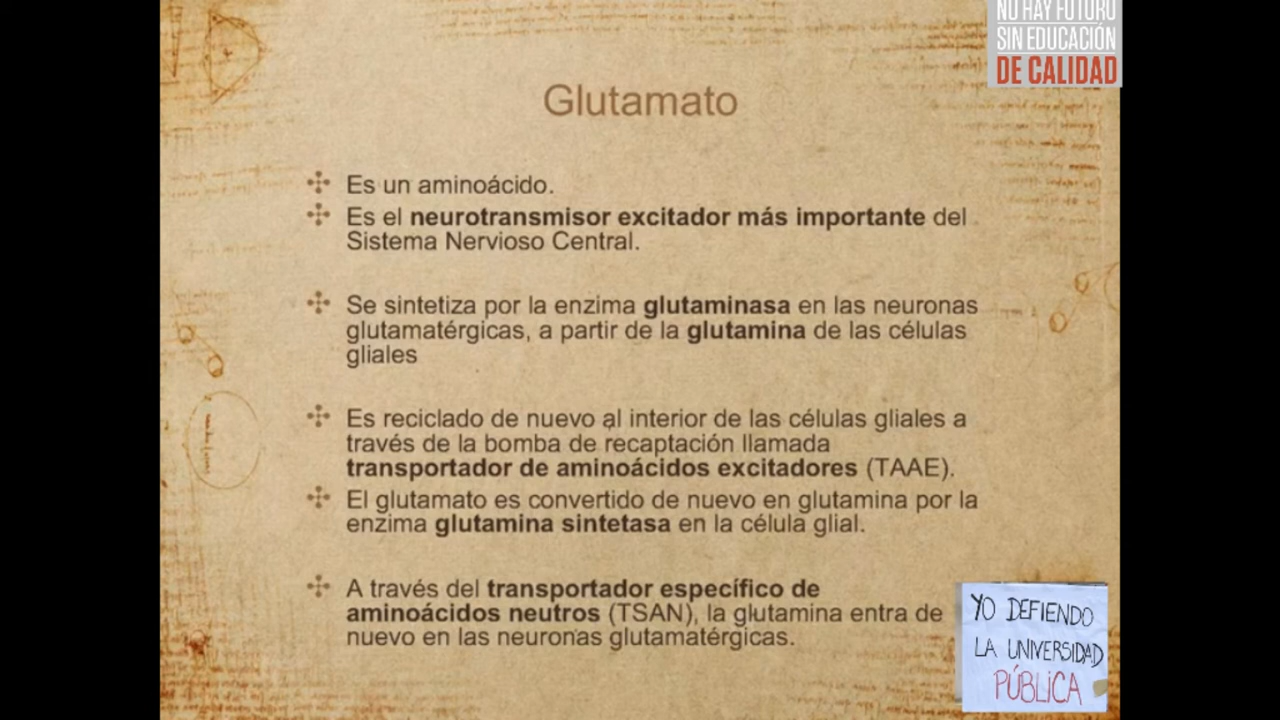 NO HAY FUTURO
SIN EDUCACIÓN
DE CALIDAD
Glutamato
Es un aminoácido.
Es el neurotransmisor excitador más importante del
Sistema Nervioso Central.
Se sintetiza por la enzima glutaminasa en las neuronas
glutamatérgicas, a partir de la glutamina de las células
gliales
Es reciclado de nuevo al interior de las células gliales a
través de la bomba de recaptación llamada
transportador de aminoácidos excitadores (TAAE).
El glutamato es convertido de nuevo en glutamina por la
enzima glutamina sintetasa en la célula glial.
A través del transportador específico de
aminoácidos neutros (TSAN), la glutamina entra de
nuevo en las neuronas glutamatérgicas.
YO DEFIENDO
LA UNIVERSIDAD
PÚBLICA